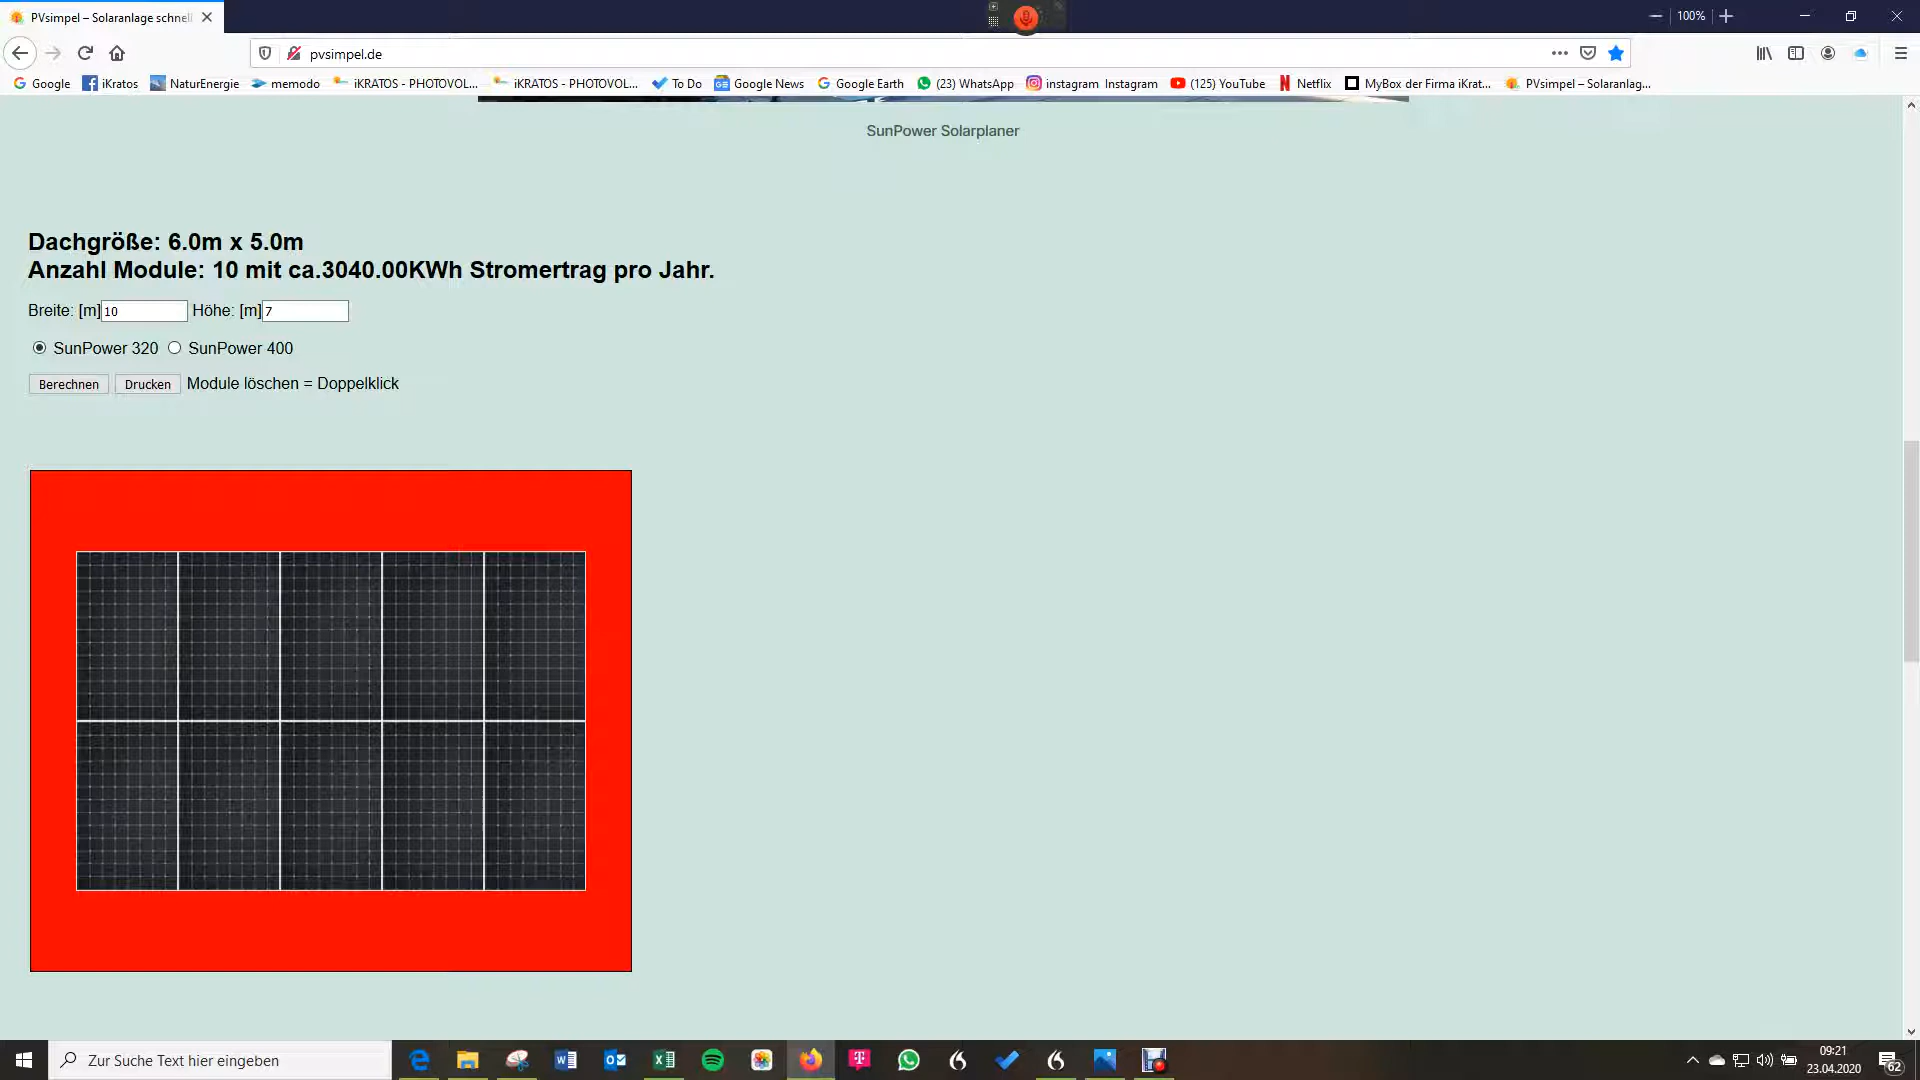 PVsimpel – Solaranlage schnell
100%
pvsimpel.de
Google
iKratos
NaturEnergie
memodo
iKRATOS - PHOTOVOL...
iKRATOS - PHOTOVOL...
To Do
Google News
Google Earth
(23) WhatsApp
instagram Instagram
(125) YouTube
Netflix
MyBox der Firma iKrat...
PVsimpel – Solaranlag...
SunPower Solarplaner
Dachgröße: 6.0m x 5.0m
Anzahl Module: 10 mit ca.3040.00KWh Stromertrag pro Jahr.
Breite: [m] 10 Höhe: [m] 7
SunPower 320 SunPower 400
Berechnen Drucken Module löschen = Doppelklick
Zur Suche Text hier eingeben
09:21
23.04.2020
62